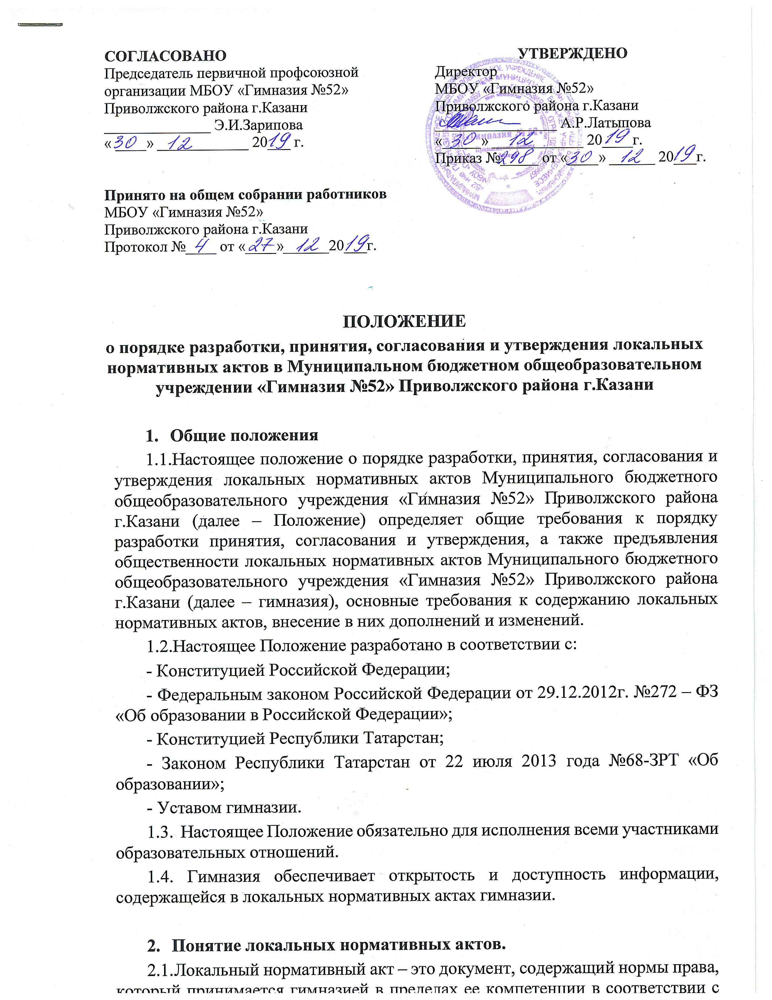 СОГЛАСОВАНО
Председатель первичной профсоюзной
организации МБОУ «Гимназия №52»
Приволжского района г.Казани
______________ Э.И.Зарипова
«30» 12 2019 г.
УТВЕРЖДЕНО
Директор
МБОУ «Гимназия №52»
Приволжского района г.Казани
________________ А.Р.Латыпова
«30» 12 2019 г.
Приказ №298 от «30» 12 2019г.
Принято на общем собрании работников
МБОУ «Гимназия №52»
Приволжского района г.Казани
Протокол № 4 от «27» 12 2019г.
ПОЛОЖЕНИЕ
о порядке разработки, принятия, согласования и утверждения локальных
нормативных актов в Муниципальном бюджетном общеобразовательном
учреждении «Гимназия №52» Приволжского района г.Казани
1. Общие положения
1.1.Настоящее положение о порядке разработки, принятия, согласования и
утверждения локальных нормативных актов Муниципального бюджетного
общеобразовательного учреждения «Гимназия №52» Приволжского района
г.Казани (далее – Положение) определяет общие требования к порядку
разработки принятия, согласования и утверждения, а также предъявления
общественности локальных нормативных актов Муниципального бюджетного
общеобразовательного учреждения «Гимназия №52» Приволжского района
г.Казани (далее – гимназия), основные требования к содержанию локальных
нормативных актов, внесение в них дополнений и изменений.
1.2.Настоящее Положение разработано в соответствии с:
- Конституцией Российской Федерации;
- Федеральным законом Российской Федерации от 29.12.2012г. №272 – ФЗ
«Об образовании в Российской Федерации»;
- Конституцией Республики Татарстан;
- Законом Республики Татарстан от 22 июля 2013 года №68-ЗРТ «Об
образовании»;
- Уставом гимназии.
1.3. Настоящее Положение обязательно для исполнения всеми участниками
образовательных отношений.
1.4. Гимназия обеспечивает открытость и доступность информации,
содержащейся в локальных нормативных актах гимназии.
2. Понятие локальных нормативных актов.
2.1.Локальный нормативный акт – это документ, содержащий нормы права,
который принимается гимназией в пределах ее компетенции в соответствии с